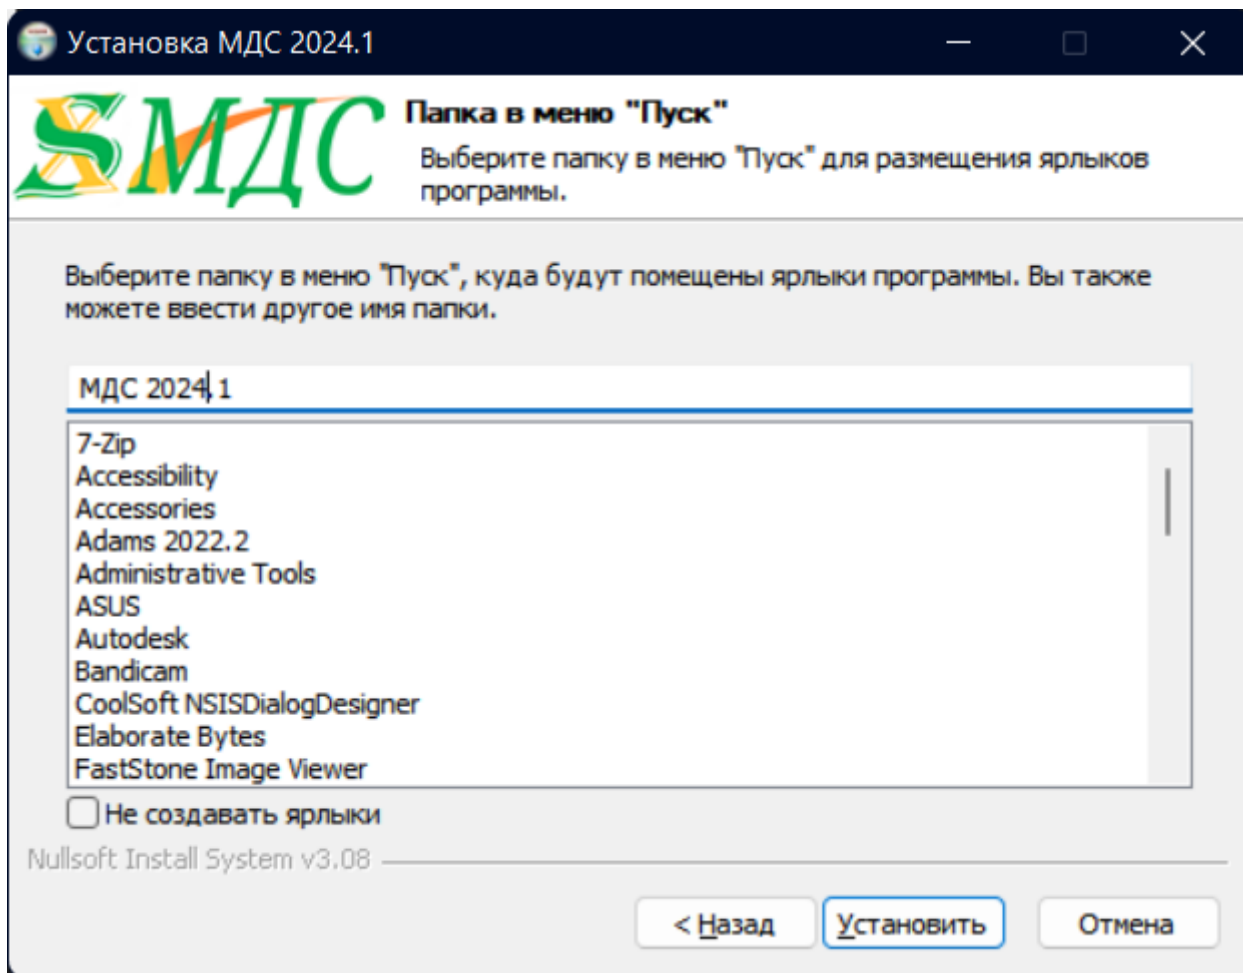 Установка МДС 2024.1
SX МДС
Папка в меню "Пуск"
Выберите папку в меню "Пуск" для размещения ярлыков
программы.
Выберите папку в меню "Пуск", куда будут помещены ярлыки программы. Вы также
можете ввести другое имя папки.
МДС 2024.1
7-Zip
Accessibility
Accessories
Adams 2022.2
Administrative Tools
ASUS
Autodesk
Bandicam
CoolSoft NSISDialogDesigner
Elaborate Bytes
FastStone Image Viewer
Не создавать ярлыки
Nullsoft Install System v3.08
< Назад
Установить
Отмена